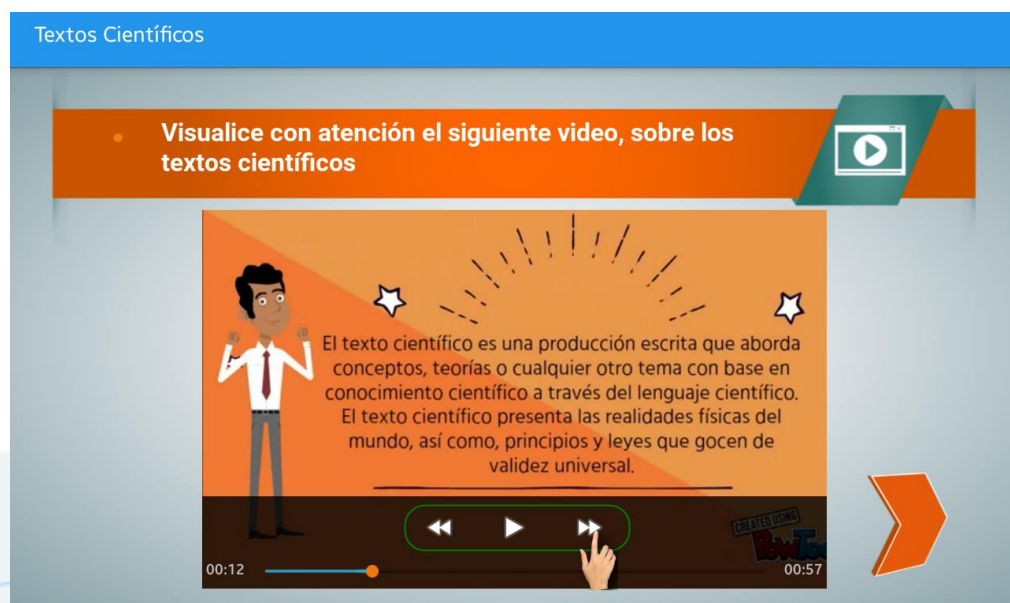 Textos Científicos
Visualice con atención el siguiente video, sobre los
textos científicos
El texto científico es una producción escrita que aborda
conceptos, teorías o cualquier otro tema con base en
conocimiento científico a través del lenguaje científico.
El texto científico presenta las realidades físicas del
mundo, así como, principios y leyes que gocen de
validez universal.
CREATED USING
PowToo
00:12
00:57